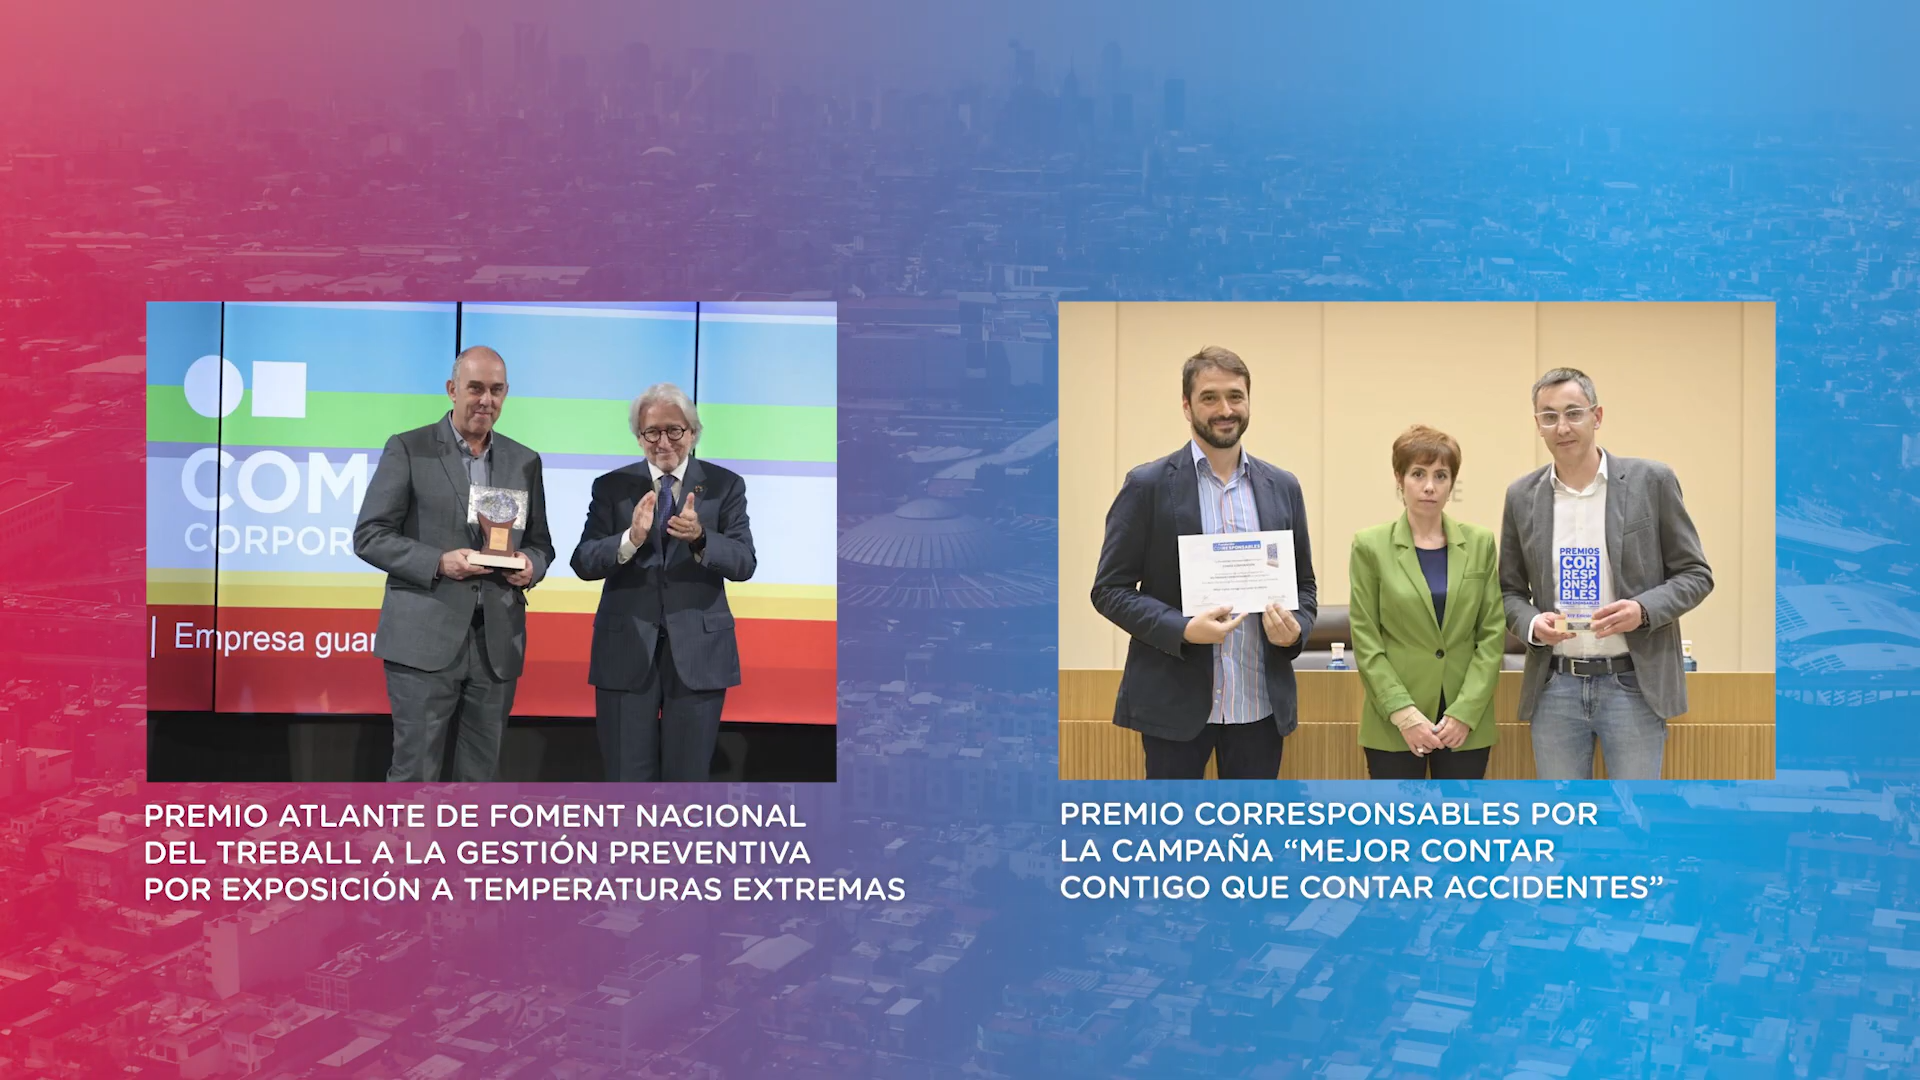 COM
CORPOR
Empresa guar
PREMIO ATLANTE DE FOMENT NACIONAL
DEL TREBALL A LA GESTIÓN PREVENTIVA
POR EXPOSICIÓN A TEMPERATURAS EXTREMAS
CORRESPONSABLES
PREMIOS
COR
RESP
ONSA
BLES
PREMIO CORRESPONSABLES POR
LA CAMPAÑA “MEJOR CONTAR
CONTIGO QUE CONTAR ACCIDENTES”